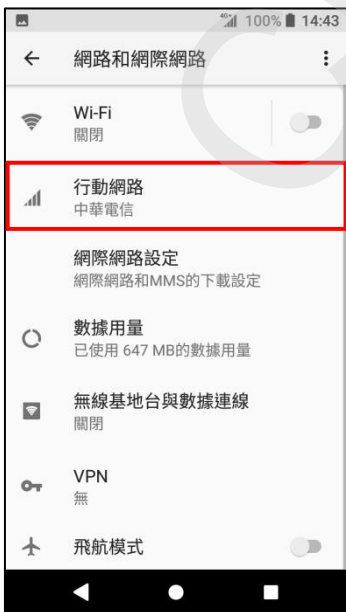 4G 100% 14:43
網路和網際網路
Wi-Fi
關閉
行動網路
中華電信
網際網路設定
網際網路和MMS的下載設定
數據用量
已使用 647 MB的數據用量
無線基地台與數據連線
關閉
VPN
無
飛航模式